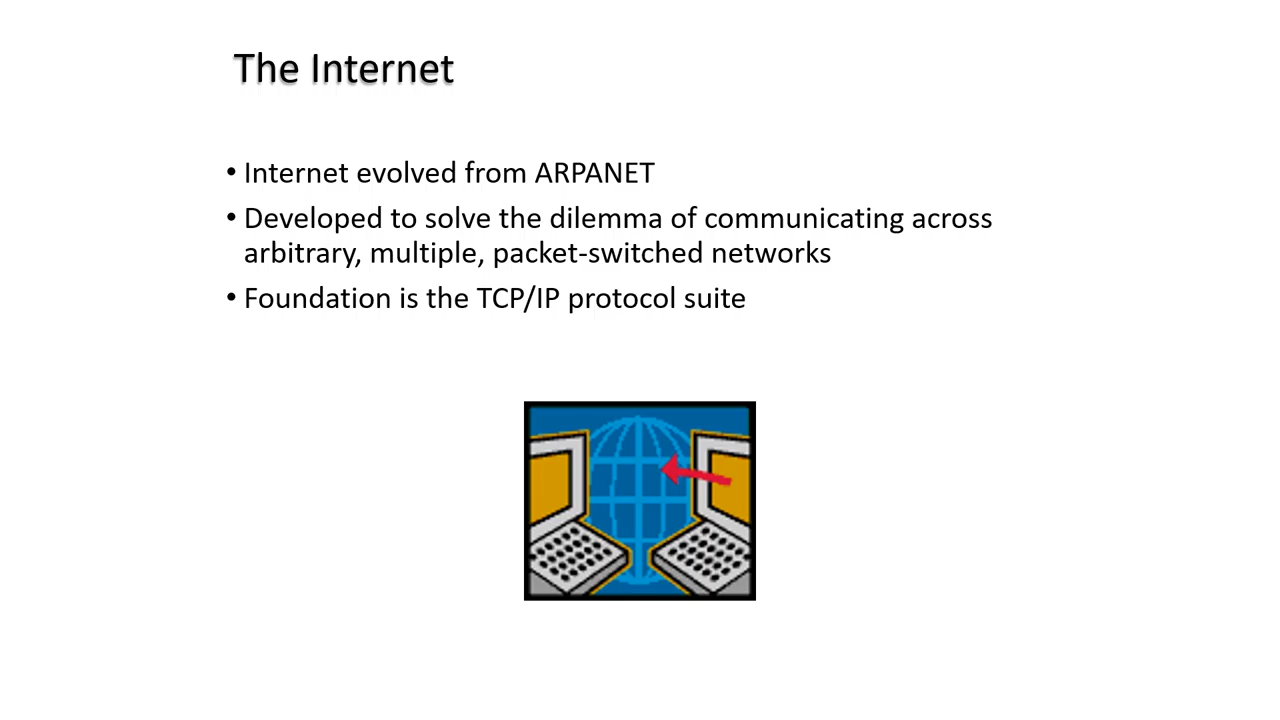 The Internet
• Internet evolved from ARPANET
• Developed to solve the dilemma of communicating across
arbitrary, multiple, packet-switched networks
• Foundation is the TCP/IP protocol suite